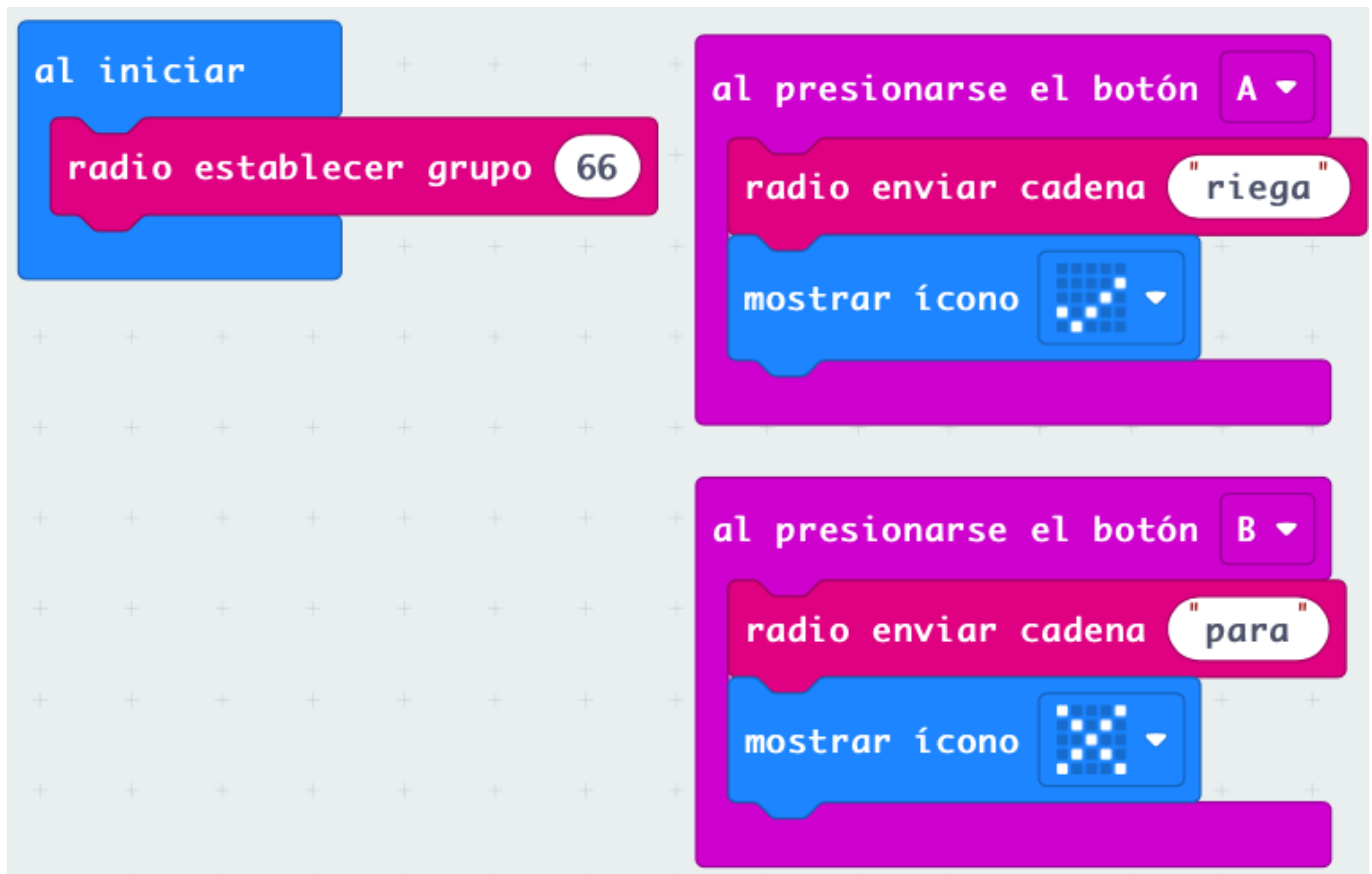 al iniciar
radio establecer grupo 66
al presionarse el botón A
radio enviar cadena "riega"
mostrar ícono
al presionarse el botón B
radio enviar cadena "para"
mostrar ícono